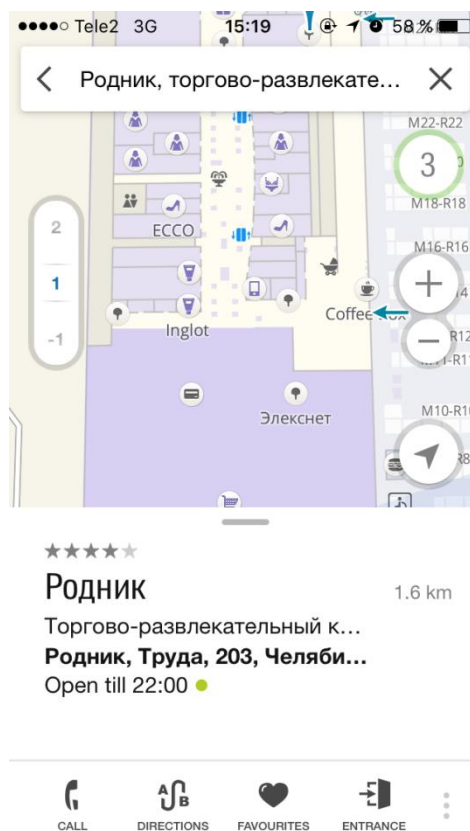 Tele2 3G 15:19 58 %
Родник, торгово-развлекате...
M22-R22
3
M18-R18
2
ECCO
M16-R16
1
Coffee
-1
Inglot
Элекснет
Родник
1.6 km
Торгово-развлекательный к...
Родник, Труда, 203, Челяби...
Open till 22:00
CALL DIRECTIONS FAVOURITES ENTRANCE